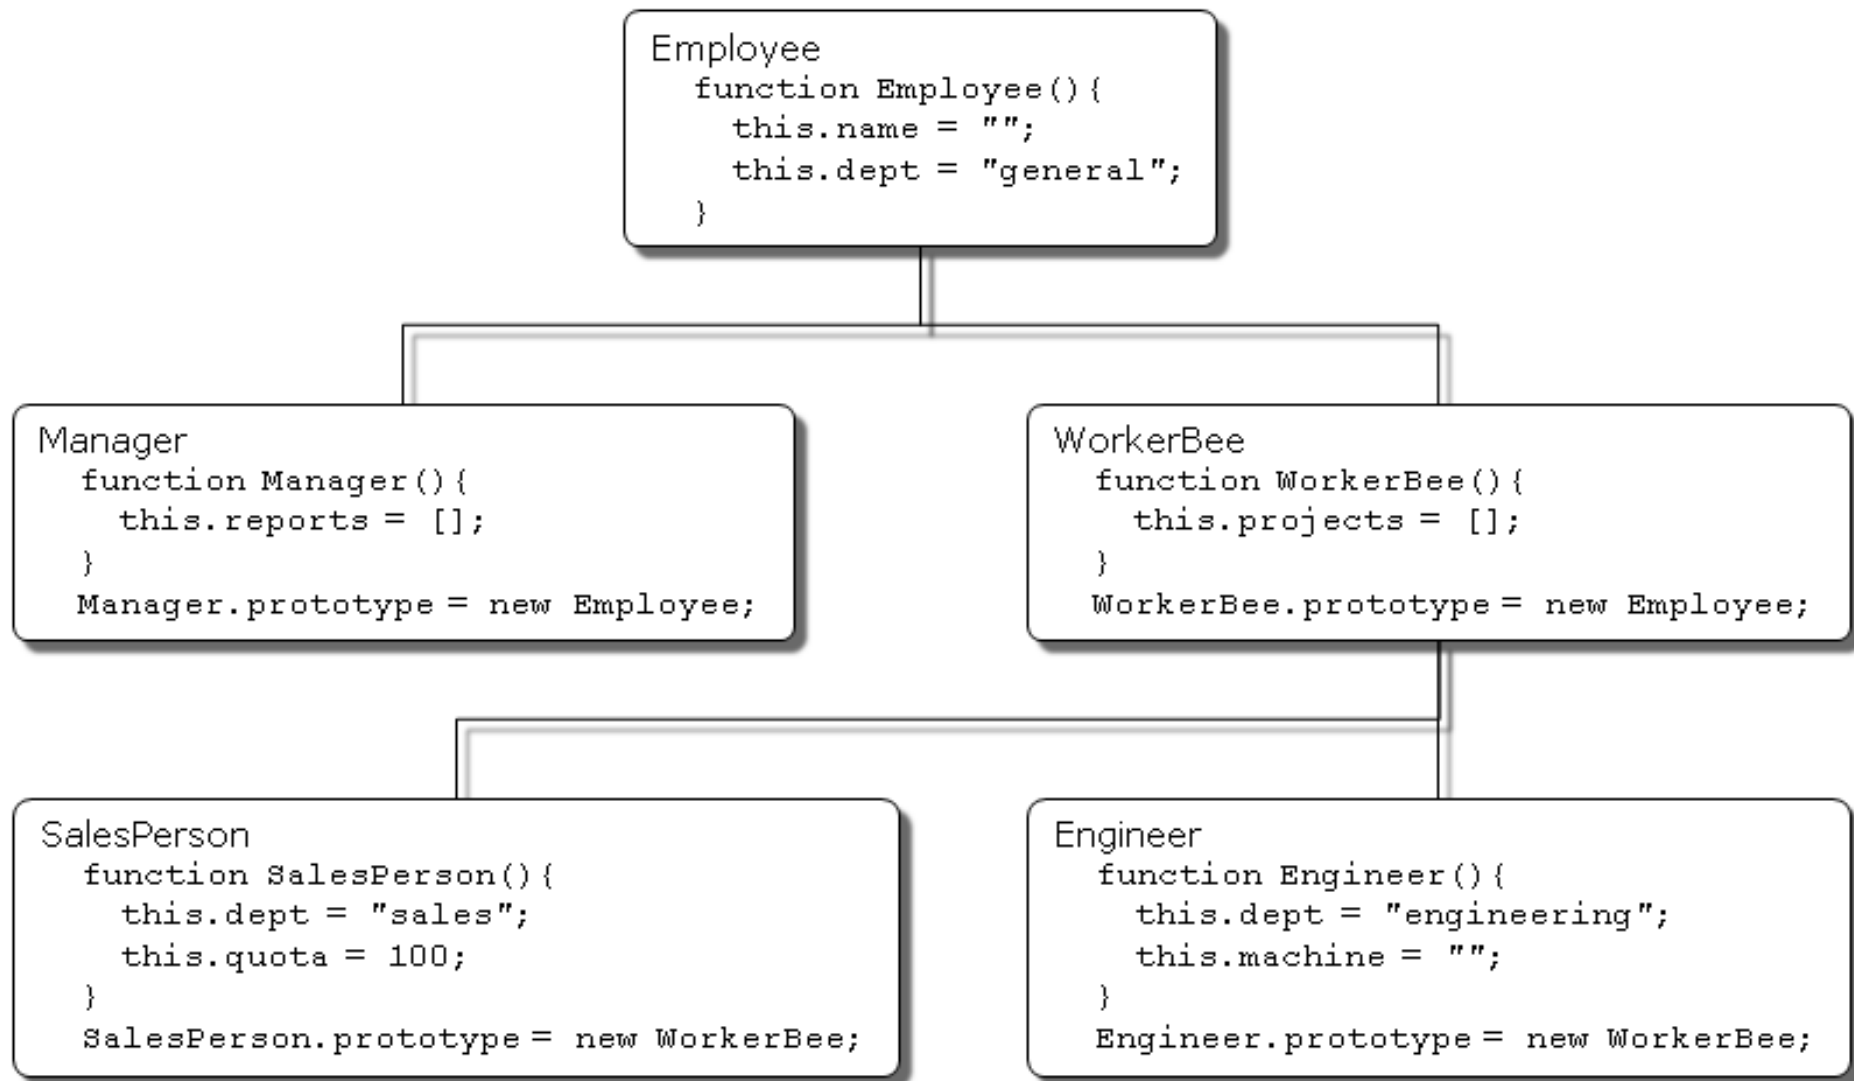 Employee
function Employee(){
this.name = "";
this.dept = "general";
}
Manager
function Manager(){
this.reports = [];
}
Manager.prototype = new Employee;
WorkerBee
function WorkerBee(){
this.projects = [];
}
WorkerBee.prototype = new Employee;
SalesPerson
function SalesPerson(){
this.dept = "sales";
this.quota = 100;
}
SalesPerson.prototype = new WorkerBee;
Engineer
function Engineer(){
this.dept = "engineering";
this.machine = "";
}
Engineer.prototype = new WorkerBee;